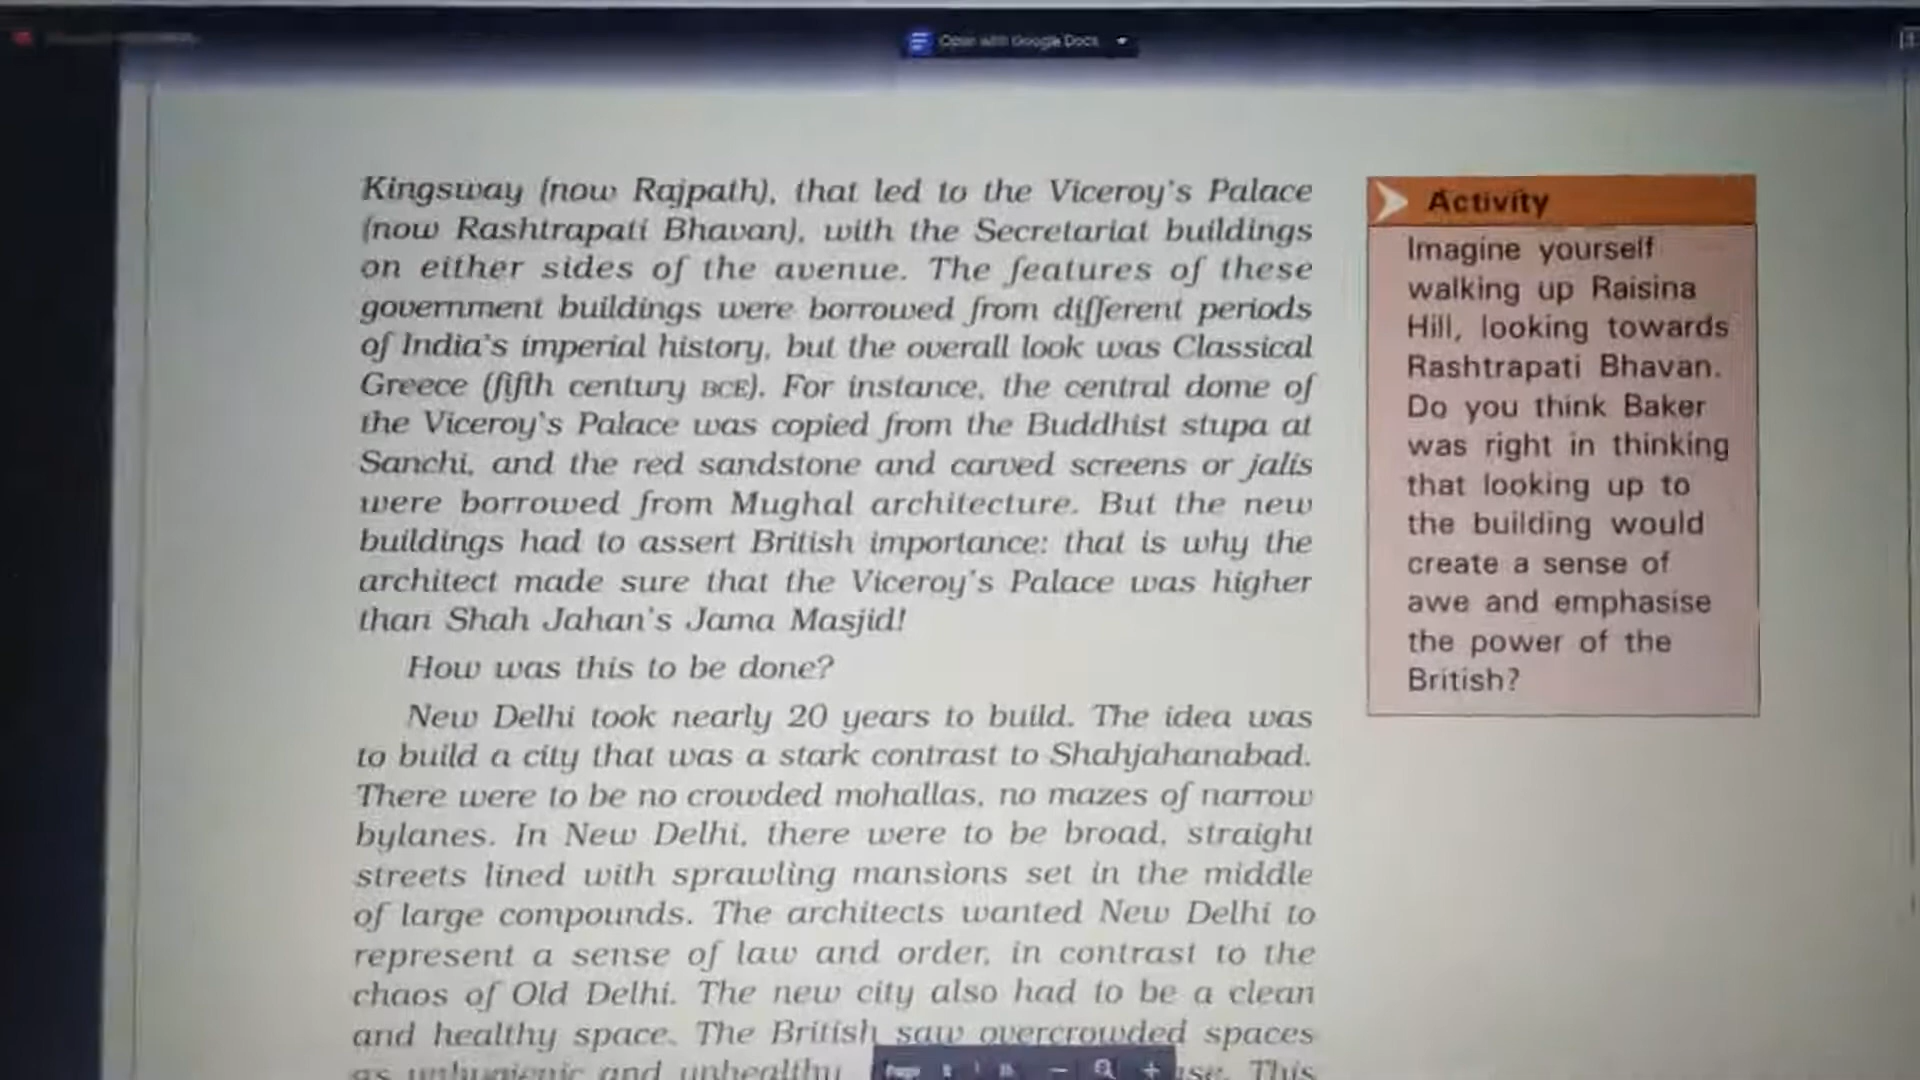 Open with Google Docs
Kingsway (now Rajpath), that led to the Viceroy's Palace
(now Rashtrapati Bhavan), with the Secretariat buildings
on either sides of the avenue. The features of these
government buildings were borrowed from different periods
of India's imperial history, but the overall look was Classical
Greece (fifth century BCE). For instance, the central dome of
the Viceroy's Palace was copied from the Buddhist stupa at
Sanchi, and the red sandstone and carved screens or jalis
were borrowed from Mughal architecture. But the new
buildings had to assert British importance: that is why the
architect made sure that the Viceroy's Palace was higher
than Shah Jahan's Jama Masjid!
How was this to be done?
New Delhi took nearly 20 years to build. The idea was
to build a city that was a stark contrast to Shahjahanabad.
There were to be no crowded mohallas, no mazes of narrow
bylanes. In New Delhi, there were to be broad, straight
streets lined with sprawling mansions set in the middle
of large compounds. The architects wanted New Delhi to
represent a sense of law and order, in contrast to the
chaos of Old Delhi. The new city also had to be a clean
and healthy space. The British saw overcrowded spaces
as unhygienic and unhealthy, This
Page
Activity
Imagine yourself
walking up Raisina
Hill, looking towards
Rashtrapati Bhavan.
Do you think Baker
was right in thinking
that looking up to
the building would
create a sense of
awe and emphasise
the power of the
British?